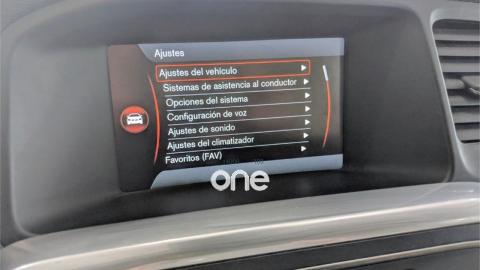 Ajustes
Ajustes del vehículo
Sistemas de asistencia al conductor
Opciones del sistema
Configuración de voz
Ajustes de sonido
Ajustes del climatizador
Favoritos (FAV)
one